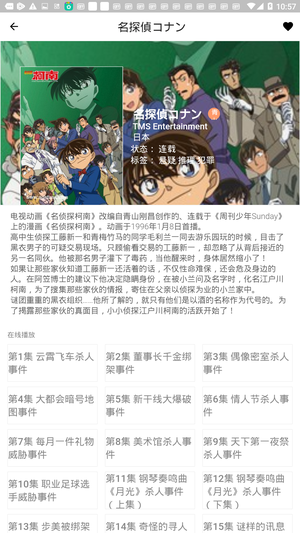 10:57
名探偵コナン
名探偵コナン
TMS Entertainment
日本
状态： 连载
标签： 悬疑 推理 犯罪
电视动画《名侦探柯南》改编自青山刚昌创作的、连载于《周刊少年Sunday》
上的漫画《名侦探柯南》。动画于1996年1月8日首播。
高中生侦探工藤新一和青梅竹马的同学毛利兰一同去游乐园玩的时候，目击了
黑衣男子的可疑交易现场。只顾偷看交易的工藤新一，却忽略了从背后接近的
另一名同伙。他被那名男子灌下了毒药，当他醒来时，身体居然缩小了！
如果让那些家伙知道工藤新一还活着的话，不仅性命难保，还会危及身边的
人。在阿笠博士的建议下他决定隐瞒身份，在被小兰问及名字时，化名江户川
柯南，为了搜集那些家伙的情报，寄住在父亲以侦探为业的小兰家中。
谜团重重的黑衣组织……他所了解的，就只有他们是以酒的名称作为代号的。为
了揭露那些家伙的真面目，小小侦探江户川柯南的活跃开始了！
在线播放
第1集 云霄飞车杀人事件
第2集 董事长千金绑架事件
第3集 偶像密室杀人事件
第4集 大都会暗号地图事件
第5集 新干线大爆破事件
第6集 情人节杀人事件
第7集 每月一件礼物威胁事件
第8集 美术馆杀人事件
第9集 天下第一夜祭杀人事件
第10集 职业足球选手威胁事件
第11集 钢琴奏鸣曲《月光》杀人事件（上集）
第12集 钢琴奏鸣曲《月光》杀人事件（下集）
第13集 步美被绑架
第14集 奇怪的寻人
第15集 谜样的讯息